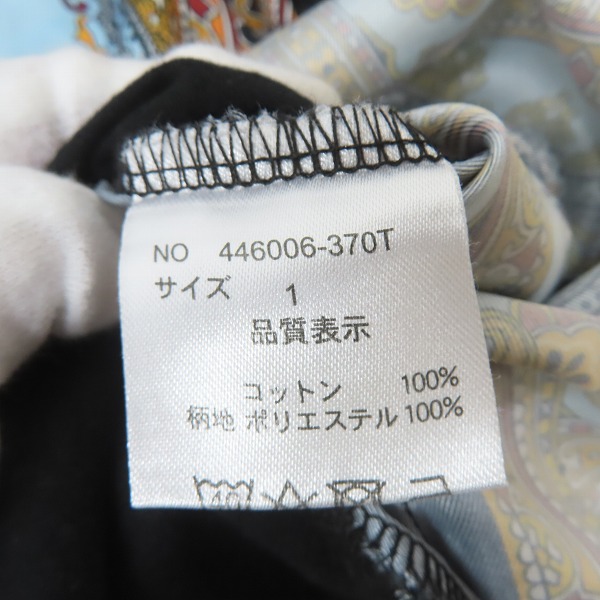 NO 446006-370T
サイズ 1
品質表示
コットン 100%
柄地 ポリエステル 100%